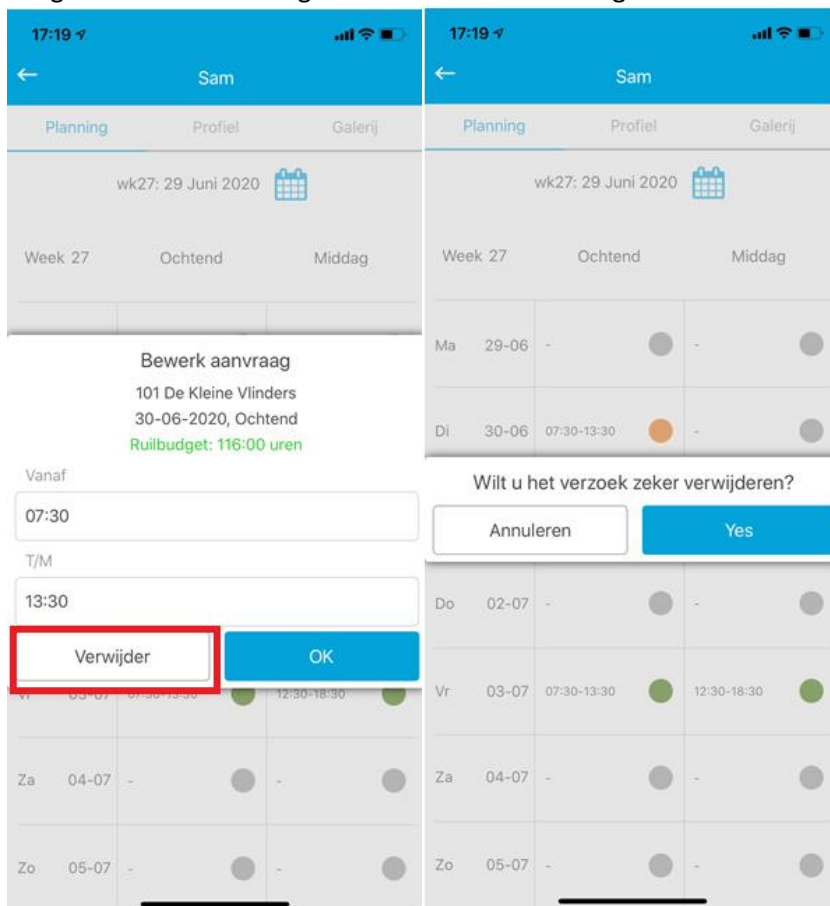 17:19
Sam
Planning Profiel Galerij
wk27: 29 Juni 2020
Week 27 Ochtend Middag
Bewerk aanvraag
101 De Kleine Vlinders
30-06-2020, Ochtend
Ruilbudget: 116:00 uren
Vanaf
07:30
T/M
13:30
Verwijder OK
12:30-18:30
Za 04-07 - -
Zo 05-07 - -
17:19
Sam
Planning Profiel Galerij
wk27: 29 Juni 2020
Week 27 Ochtend Middag
Ma 29-06 - -
Di 30-06 07:30-13:30 -
Wilt u het verzoek zeker verwijderen?
Annuleren Yes
Do 02-07 - -
Vr 03-07 07:30-13:30 12:30-18:30
Za 04-07 - -
Zo 05-07 - -